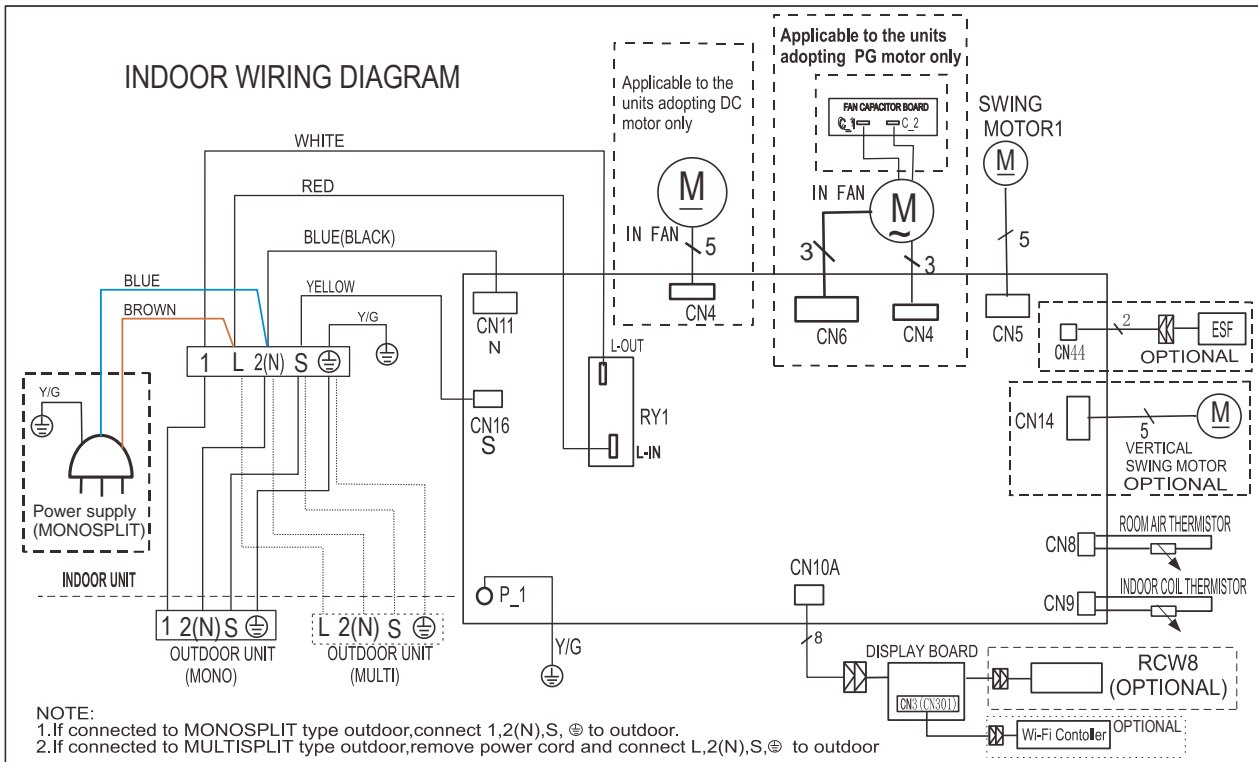 INDOOR WIRING DIAGRAM
Applicable to the
units adopting DC
motor only
M
IN FAN
5
CN4
Applicable to the units
adopting PG motor only
FAN CAPACITOR BOARD
C_1
C_2
IN FAN
M
~
3
3
CN6
CN4
SWING
MOTOR1
M
5
CN5
WHITE
RED
BLUE(BLACK)
YELLOW
Y/G
BLUE
BROWN
1 L 2(N) S
Y/G
Power supply
(MONOSPLIT)
INDOOR UNIT
CN11
N
CN16
S
L-OUT
RY1
L-IN
CN44
2
ESF
OPTIONAL
CN14
5
M
VERTICAL
SWING MOTOR
OPTIONAL
CN8
ROOM AIR THERMISTOR
CN9
INDOOR COIL THERMISTOR
P_1
Y/G
CN10A
8
DISPLAY BOARD
CN3(CN301)
RCW8
(OPTIONAL)
Wi-Fi Contoller
OPTIONAL
1 2(N) S
OUTDOOR UNIT
(MONO)
L 2(N) S
OUTDOOR UNIT
(MULTI)
NOTE:
1.If connected to MONOSPLIT type outdoor,connect 1,2(N),S, ⏚ to outdoor.
2.If connected to MULTISPLIT type outdoor,remove power cord and connect L,2(N),S,⏚ to outdoor